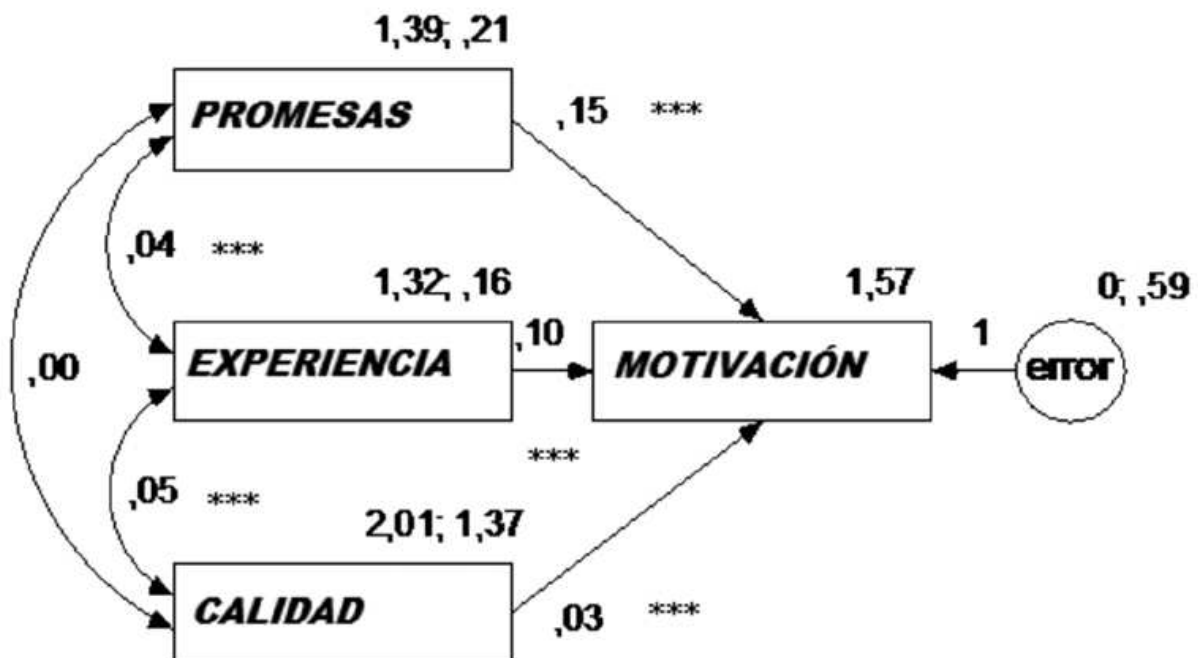 1,39; ,21
PROMESAS
,15 ***
,04 ***
1,32; ,16
1,57
0; ,59
,00
EXPERIENCIA
,10
MOTIVACIÓN
1
error
***
,05 ***
2,01; 1,37
CALIDAD
,03 ***